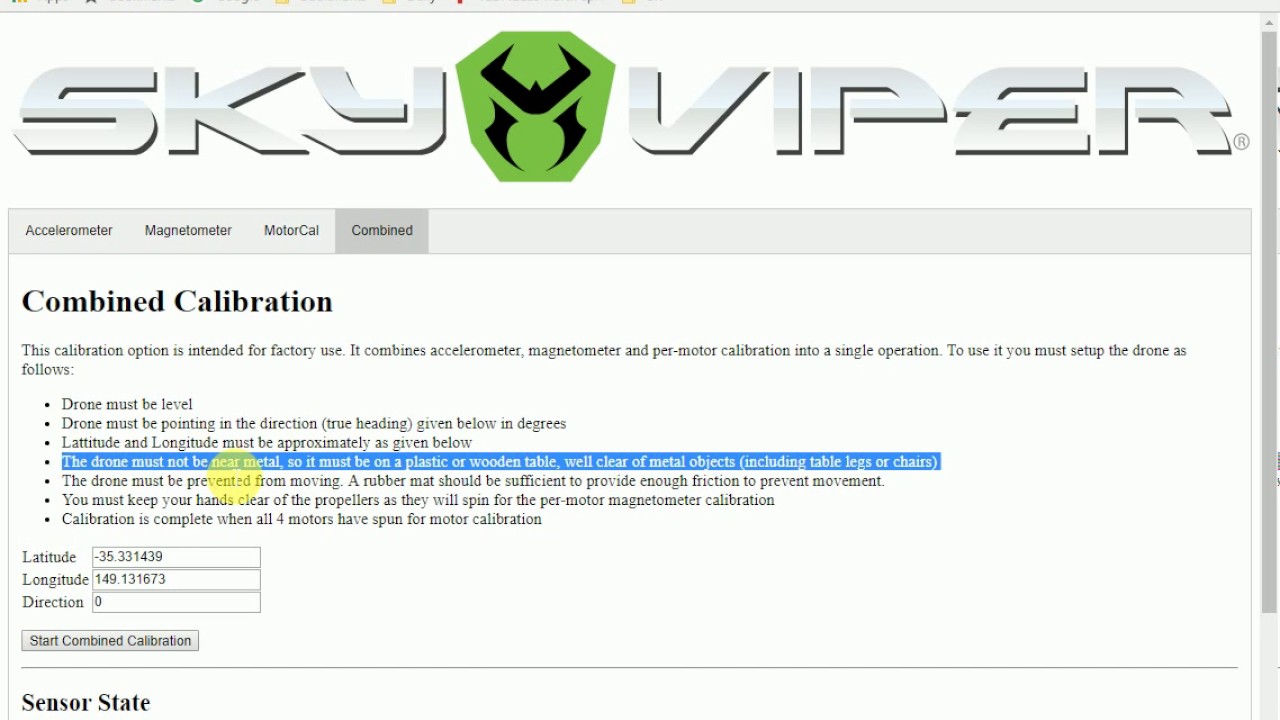 SKY VIPER®
Accelerometer Magnetometer MotorCal Combined
Combined Calibration
This calibration option is intended for factory use. It combines accelerometer, magnetometer and per-motor calibration into a single operation. To use it you must setup the drone as
follows:
• Drone must be level
• Drone must be pointing in the direction (true heading) given below in degrees
• Lattitude and Longitude must be approximately as given below
• The drone must not be near metal, so it must be on a plastic or wooden table, well clear of metal objects (including table legs or chairs)
• The drone must be prevented from moving. A rubber mat should be sufficient to provide enough friction to prevent movement.
• You must keep your hands clear of the propellers as they will spin for the per-motor magnetometer calibration
• Calibration is complete when all 4 motors have spun for motor calibration
Latitude -35.331439
Longitude 149.131673
Direction 0
Start Combined Calibration
Sensor State